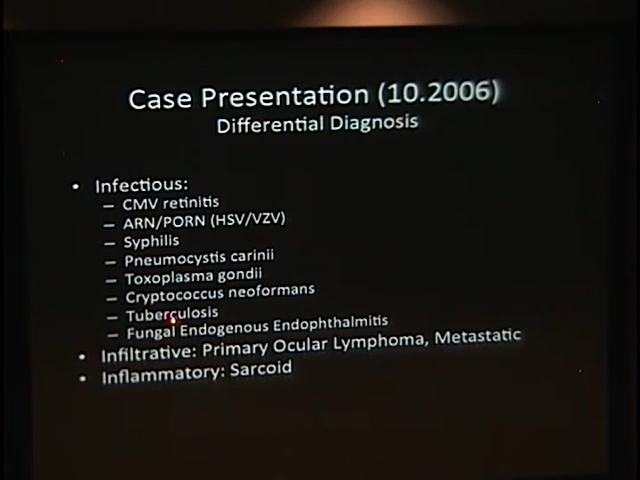 Case Presentation (10.2006)
Differential Diagnosis
• Infectious:
– CMV retinitis
– ARN/PORN (HSV/VZV)
– Syphilis
– Pneumocystis carinii
– Toxoplasma gondii
– Cryptococcus neoformans
– Tuberculosis
– Fungal Endogenous Endophthalmitis
• Infiltrative: Primary Ocular Lymphoma, Metastatic
• Inflammatory: Sarcoid